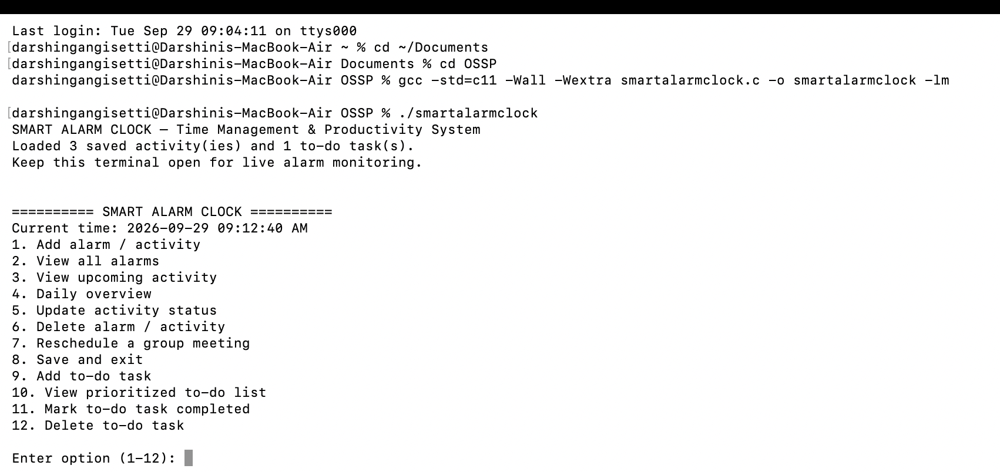 Last login: Tue Sep 29 09:04:11 on ttys000
[darshingangisetti@Darshinis-MacBook-Air ~ % cd ~/Documents
[darshingangisetti@Darshinis-MacBook-Air Documents % cd OSSP
darshingangisetti@Darshinis-MacBook-Air OSSP % gcc -std=c11 -Wall -Wextra smartalarmclock.c -o smartalarmclock -lm
[darshingangisetti@Darshinis-MacBook-Air OSSP % ./smartalarmclock
SMART ALARM CLOCK — Time Management & Productivity System
Loaded 3 saved activity(ies) and 1 to-do task(s).
Keep this terminal open for live alarm monitoring.
========== SMART ALARM CLOCK ==========
Current time: 2026-09-29 09:12:40 AM
1. Add alarm / activity
2. View all alarms
3. View upcoming activity
4. Daily overview
5. Update activity status
6. Delete alarm / activity
7. Reschedule a group meeting
8. Save and exit
9. Add to-do task
10. View prioritized to-do list
11. Mark to-do task completed
12. Delete to-do task
Enter option (1-12):